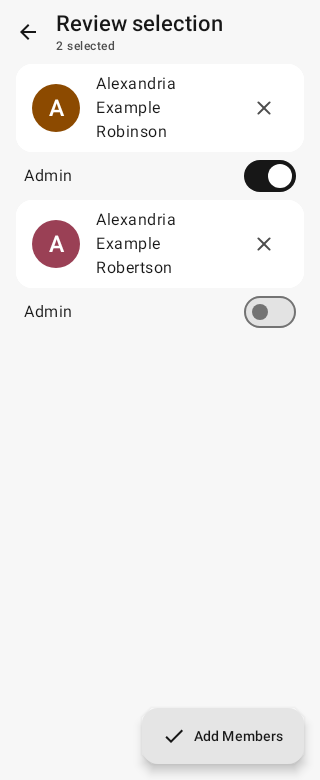 Review selection
2 selected
A
Alexandria
Example
Robinson
Admin
A
Alexandria
Example
Robertson
Admin
Add Members